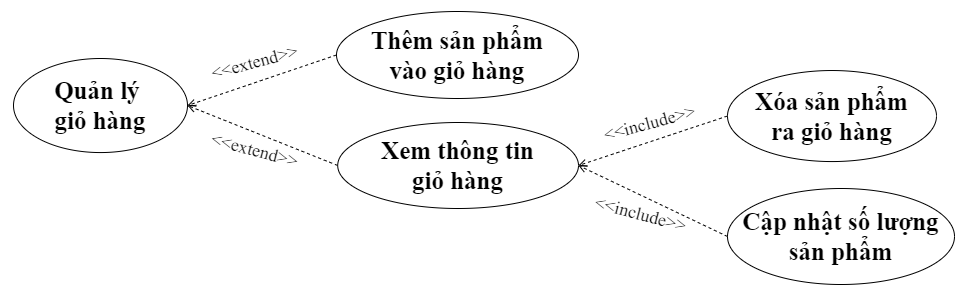 Quản lý
giỏ hàng
<<extend>>
Thêm sản phẩm
vào giỏ hàng
<<extend>>
Xem thông tin
giỏ hàng
<<include>>
Xóa sản phẩm
ra giỏ hàng
<<include>>
Cập nhật số lượng
sản phẩm